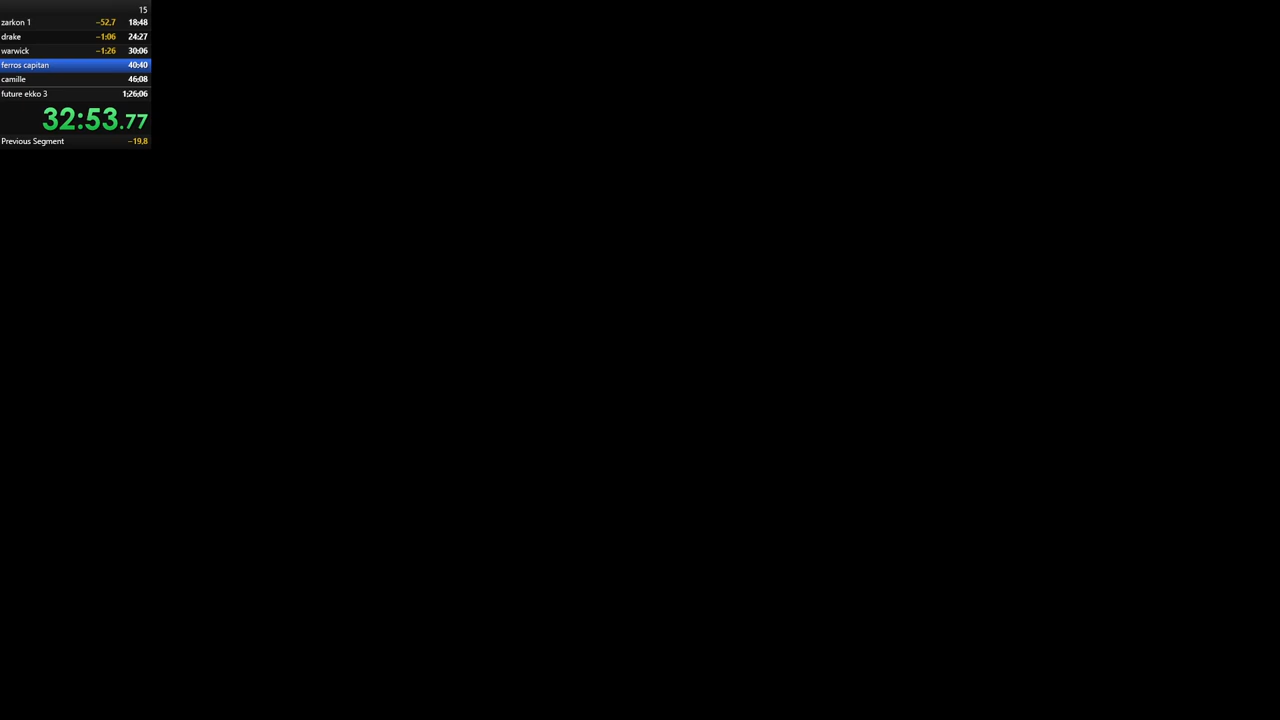 15
zarkon 1 −52.7 18:48
drake −1:06 24:27
warwick −1:26 30:06
ferros capitan 40:40
camille 46:08
future ekko 3 1:26:06
32:53.77
Previous Segment −19.8